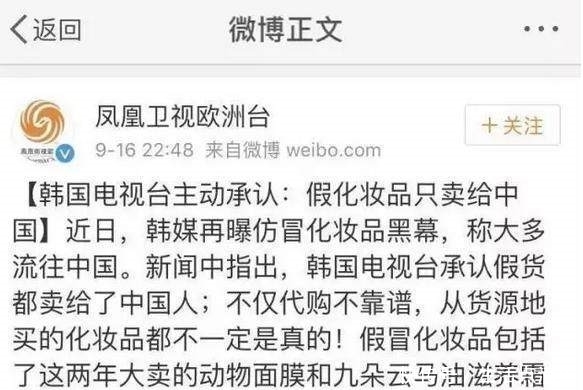 <返回 微博正文 ...
凤凰卫视欧洲台
+关注
9-16 22:48 来自微博 weibo.com
【韩国电视台主动承认：假化妆品只卖给中
国】近日，韩媒再曝仿冒化妆品黑幕，称大多
流往中国。新闻中指出，韩国电视台承认假货
都卖给了中国人；不仅代购不靠谱，从货源地
买的化妆品都不一定是真的！假冒化妆品包括
了这两年大卖的动物面膜和九朵云马油滋润霜